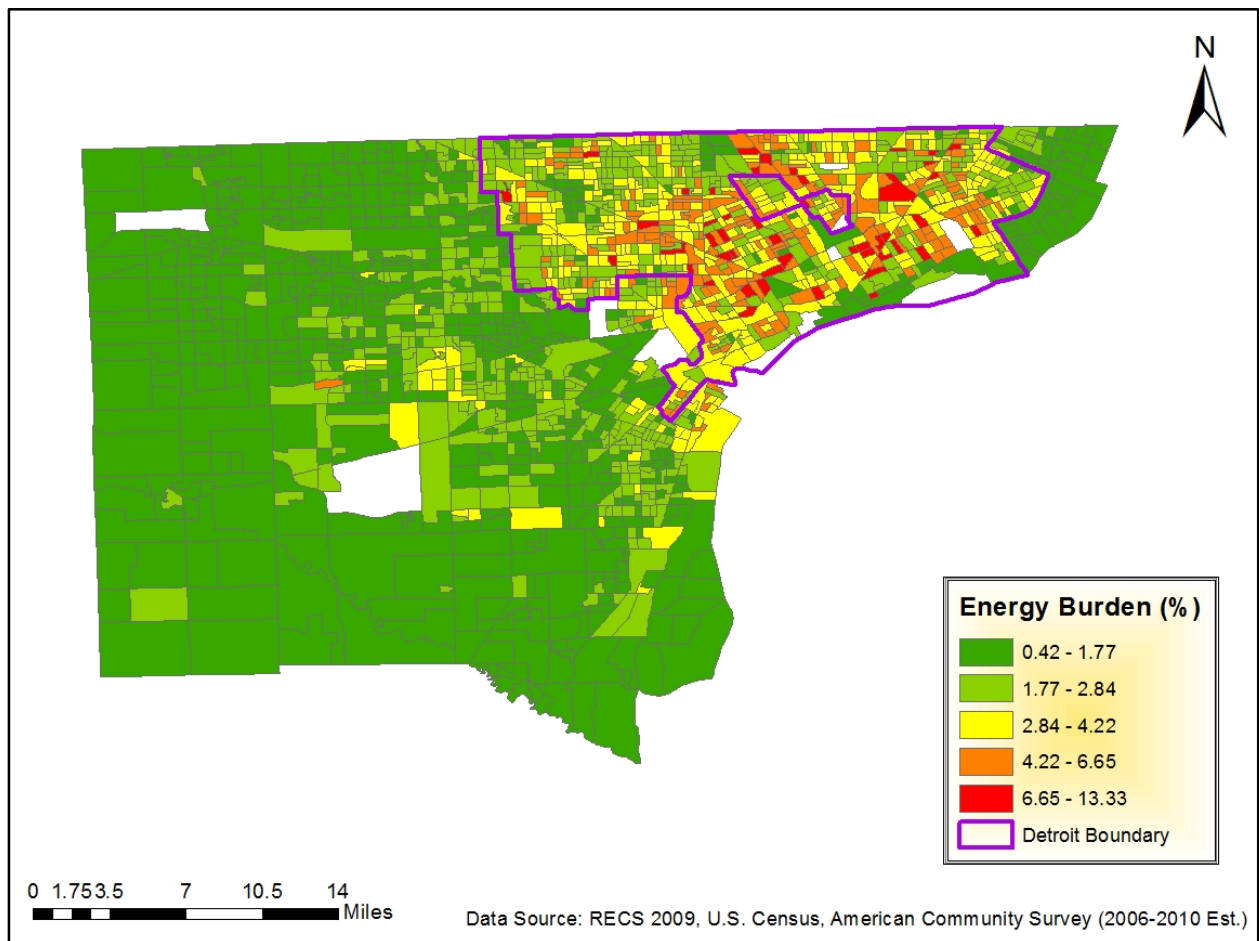 N
Energy Burden (%)
0.42 - 1.77
1.77 - 2.84
2.84 - 4.22
4.22 - 6.65
6.65 - 13.33
Detroit Boundary
0 1.75 3.5 7 10.5 14
Miles
Data Source: RECS 2009, U.S. Census, American Community Survey (2006-2010 Est.)